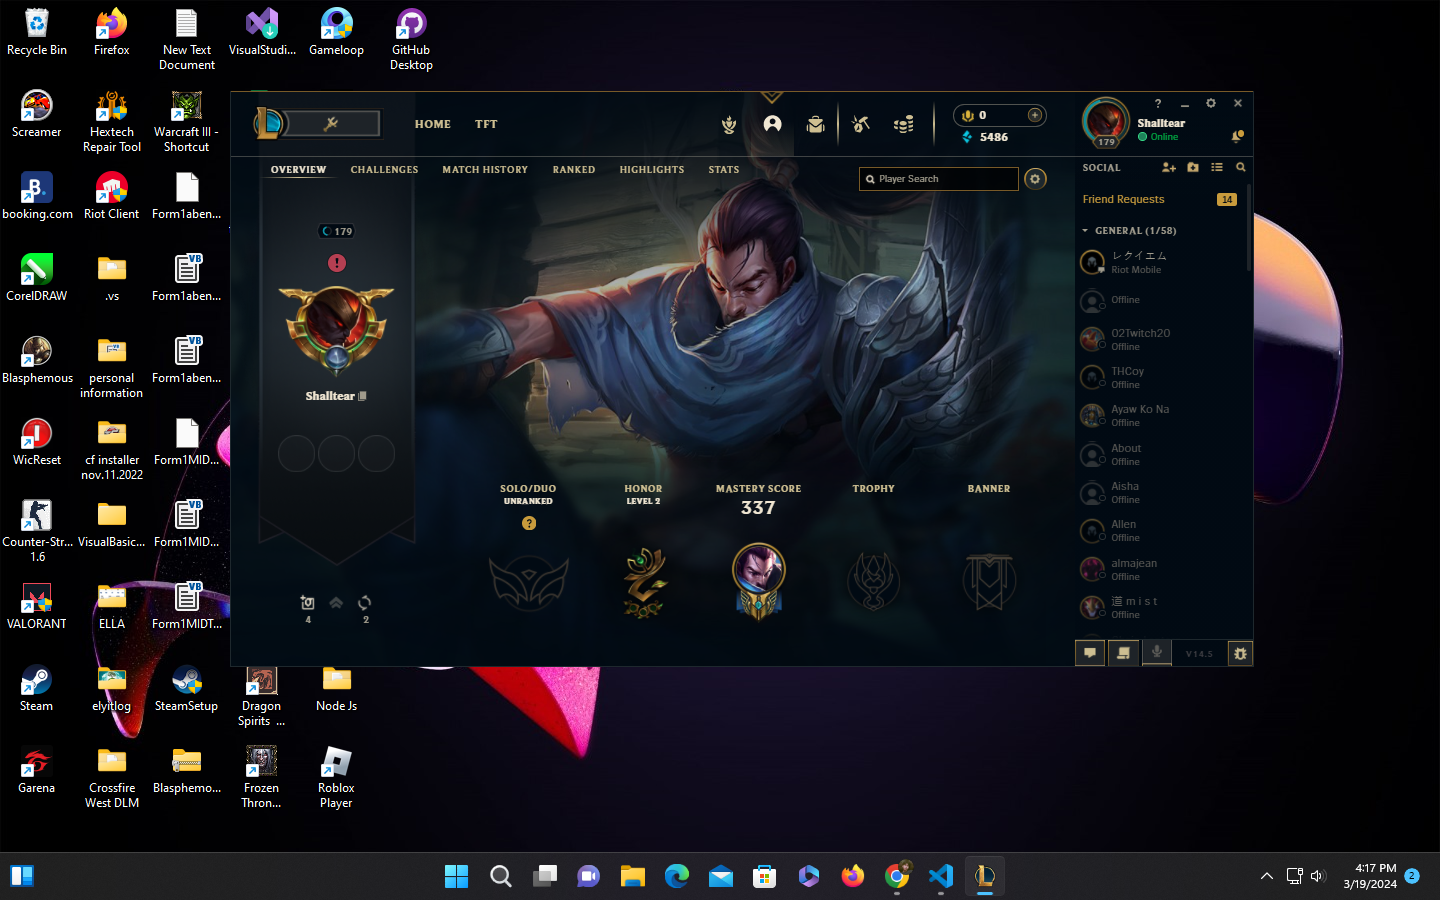 Recycle Bin
Firefox
New Text
Document
VisualStudi...
Gameloop
GitHub
Desktop
Screamer
Hextech
Repair Tool
Warcraft III -
Shortcut
booking.com
Riot Client
Form1aben...
CorelDRAW
.vs
Form1aben...
Blasphemous
personal
information
Form1aben...
WicReset
cf installer
nov.11.2022
Form1MID...
Counter-Str...
1.6
VisualBasic...
Form1MID...
VALORANT
ELLA
Form1MIDT...
Steam
elyitlog
SteamSetup
Dragon
Spirits ...
Node Js
Garena
Crossfire
West DLM
Blasphemo...
Frozen
Thron...
Roblox
Player
HOME
TFT
0
5486
?
179
Shalltear
Online
OVERVIEW
CHALLENGES
MATCH HISTORY
RANKED
HIGHLIGHTS
STATS
Player Search
179
!
Shalltear
SOLO/DUO
UNRANKED
?
HONOR
LEVEL 2
MASTERY SCORE
337
TROPHY
BANNER
4
2
SOCIAL
Friend Requests
14
GENERAL (1/58)
レクイエム
Riot Mobile
Offline
02Twitch20
Offline
THCoy
Offline
Ayaw Ko Na
Offline
About
Offline
Aisha
Offline
Allen
Offline
almajean
Offline
道 m i s t
Offline
V14.5
4:17 PM
3/19/2024
2